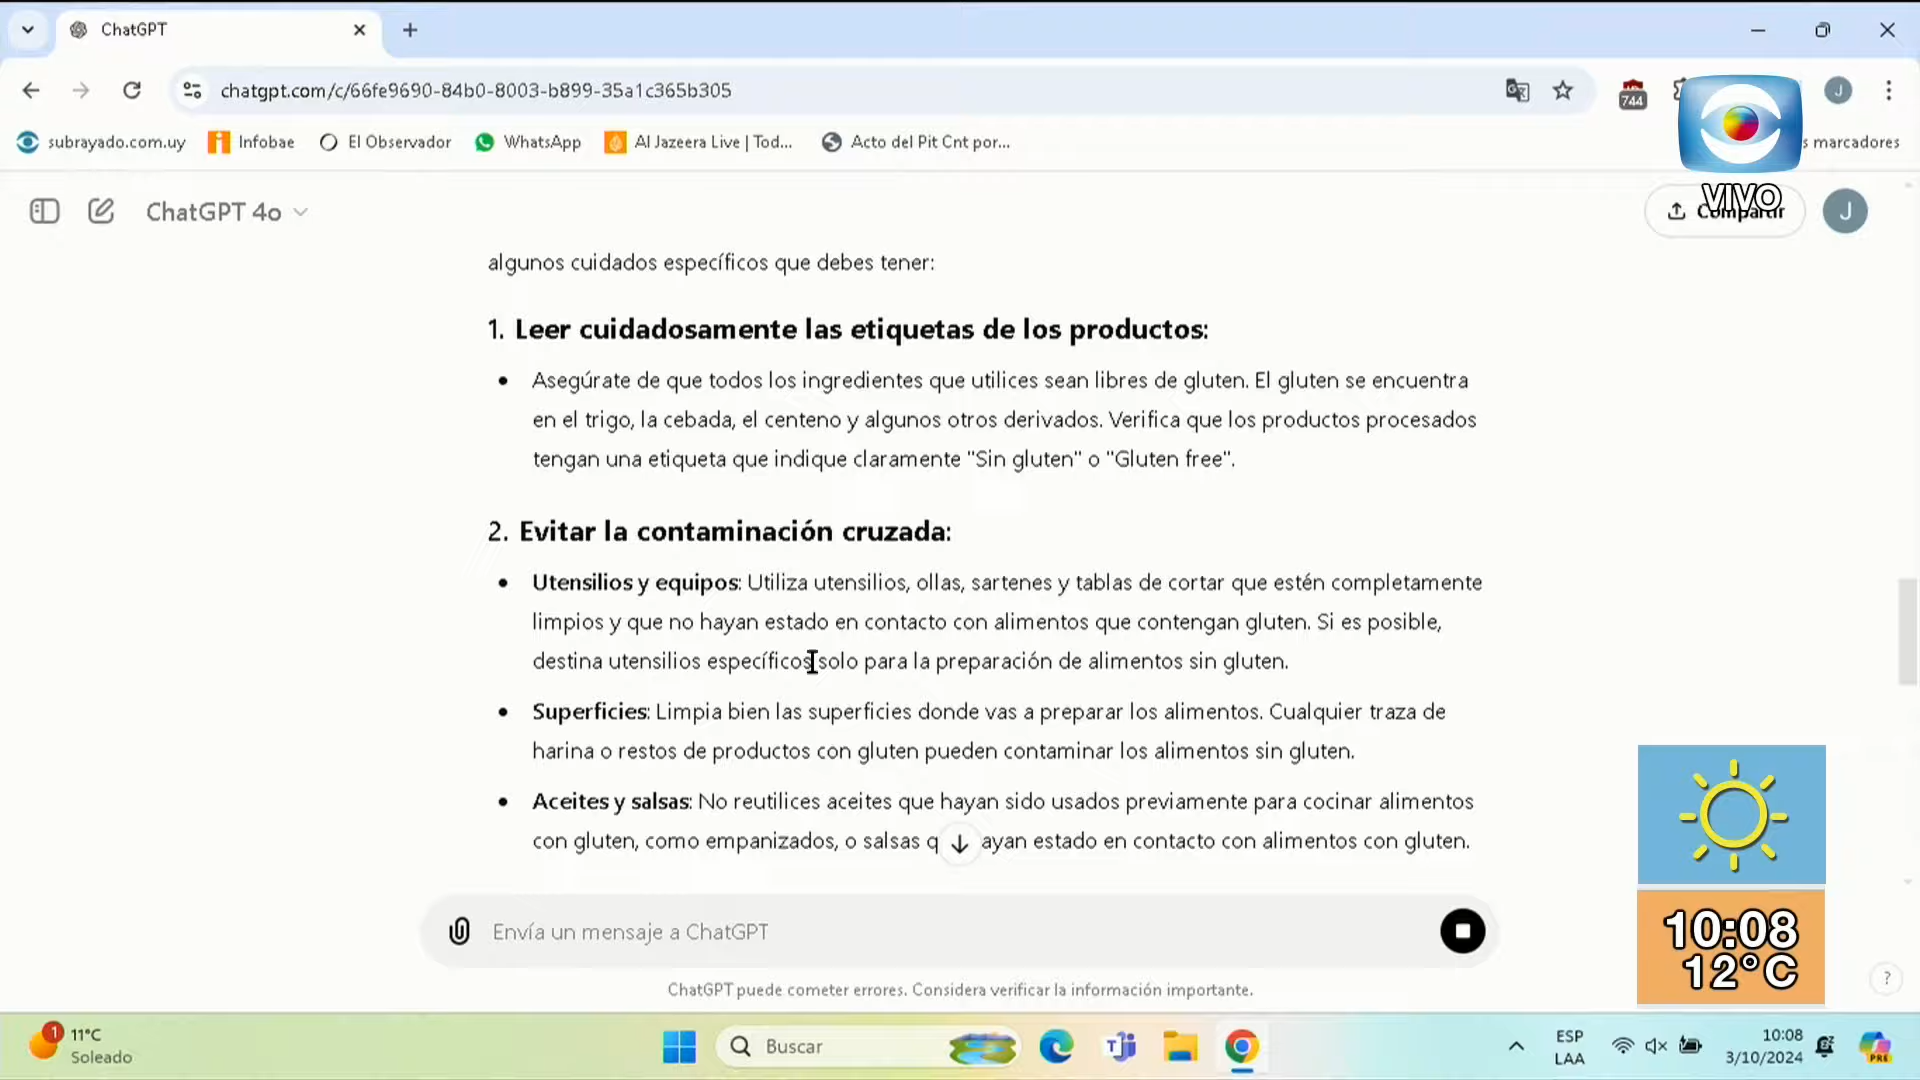 ChatGPT
chatgpt.com/c/66fe9690-84b0-8003-b899-35a1c365b305
744
J
subrayado.com.uy
Infobae
El Observador
WhatsApp
Al Jazeera Live | Tod...
Acto del Pit Cnt por...
s marcadores
VIVO
ChatGPT 4o
Compartir
J
algunos cuidados específicos que debes tener:
1. Leer cuidadosamente las etiquetas de los productos:
Asegúrate de que todos los ingredientes que utilices sean libres de gluten. El gluten se encuentra
en el trigo, la cebada, el centeno y algunos otros derivados. Verifica que los productos procesados
tengan una etiqueta que indique claramente "Sin gluten" o "Gluten free".
2. Evitar la contaminación cruzada:
Utensilios y equipos: Utiliza utensilios, ollas, sartenes y tablas de cortar que estén completamente
limpios y que no hayan estado en contacto con alimentos que contengan gluten. Si es posible,
destina utensilios específicos solo para la preparación de alimentos sin gluten.
Superficies: Limpia bien las superficies donde vas a preparar los alimentos. Cualquier traza de
harina o restos de productos con gluten pueden contaminar los alimentos sin gluten.
Aceites y salsas: No reutilices aceites que hayan sido usados previamente para cocinar alimentos
con gluten, como empanizados, o salsas q ayan estado en contacto con alimentos con gluten.
Envía un mensaje a ChatGPT
ChatGPT puede cometer errores. Considera verificar la información importante.
?
10:08
12°C
1
11°C
Soleado
Buscar
ESP
LAA
10:08
3/10/2024
PRE